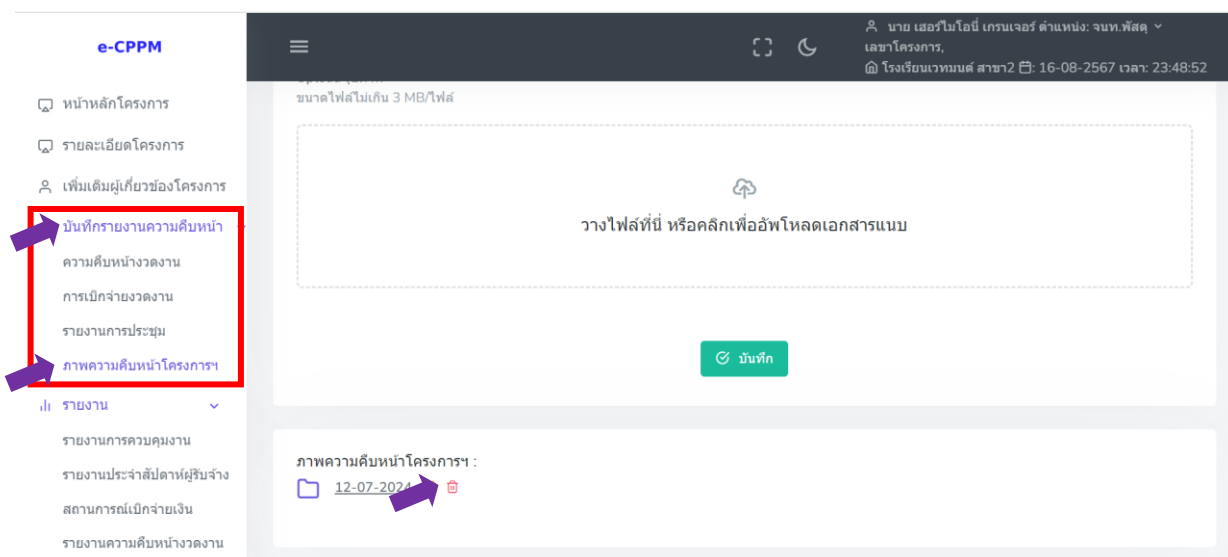 e-CPPM
นาย เฮอร์ไมโอนี่ เกรนเจอร์ ตำแหน่ง: จนท.พัสดุ
เลขาโครงการ,
โรงเรียนเวทมนต์ สาขา2 : 16-08-2567 เวลา: 23:48:52
หน้าหลักโครงการ
รายละเอียดโครงการ
เพิ่มเติมผู้เกี่ยวข้องโครงการ
บันทึกรายงานความคืบหน้า
ความคืบหน้างวดงาน
การเบิกจ่ายงวดงาน
รายงานการประชุม
ภาพความคืบหน้าโครงการฯ
รายงาน
รายงานการควบคุมงาน
รายงานประจำสัปดาห์ผู้รับจ้าง
สถานการณ์เบิกจ่ายเงิน
รายงานความคืบหน้างวดงาน
ขนาดไฟล์ไม่เกิน 3 MB/ไฟล์
วางไฟล์ที่นี่ หรือคลิกเพื่ออัพโหลดเอกสารแนบ
บันทึก
ภาพความคืบหน้าโครงการฯ :
12-07-2024